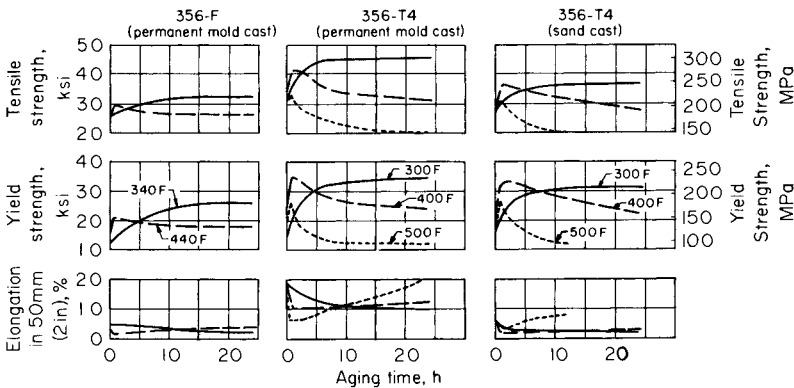 356-F
(permanent mold cast)
356-T4
(permanent mold cast)
356-T4
(sand cast)
Tensile
strength,
ksi
50
40
30
20
300
250
200
150
Tensile
Strength,
MPa
Yield
strength,
ksi
40
30
20
10
340F
440F
300F
400F
500F
300F
400F
500F
250
200
150
100
Yield
Strength,
MPa
Elongation
in 50mm
(2 in), %
20
10
0
0 10 20
0 10 20
0 10 20
Aging time, h